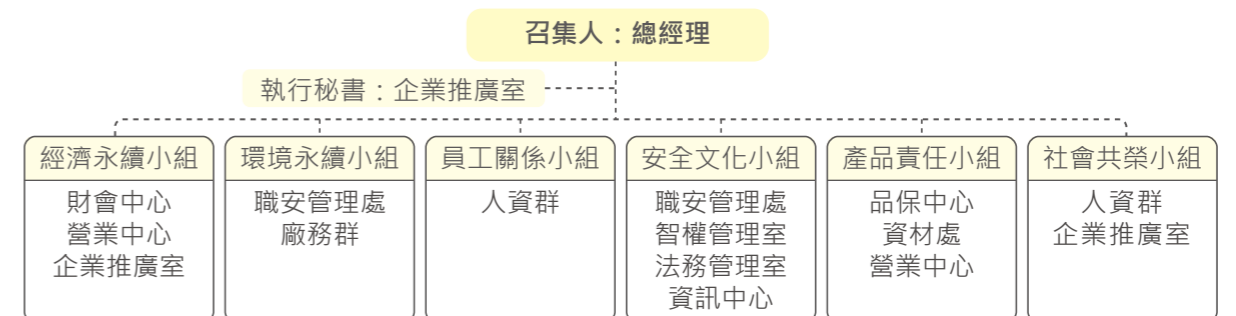 召集人：總經理
執行秘書：企業推廣室
經濟永續小組
財會中心
營業中心
企業推廣室
環境永續小組
職安管理處
廠務群
員工關係小組
人資群
安全文化小組
職安管理處
智權管理室
法務管理室
資訊中心
產品責任小組
品保中心
資材處
營業中心
社會共榮小組
人資群
企業推廣室